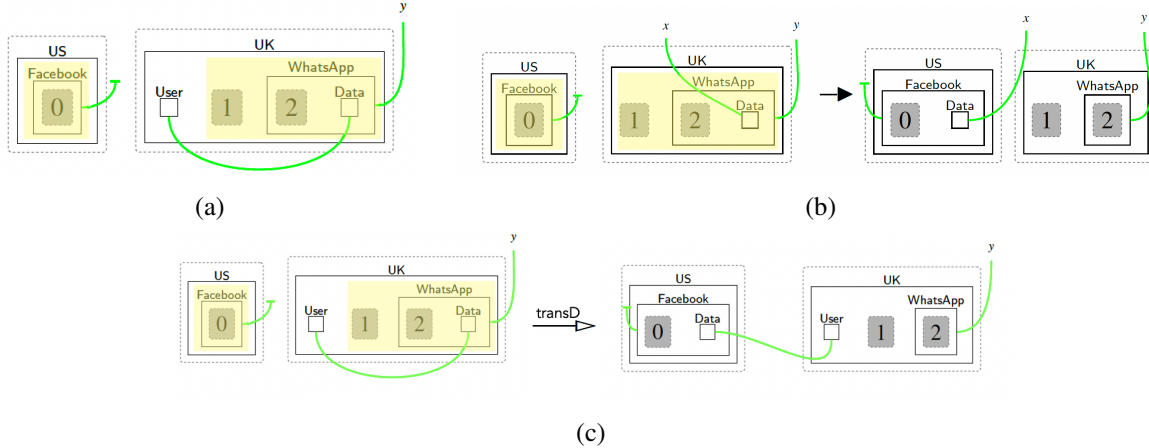 y
US
UK
Facebook
WhatsApp
User
Data
0
1
2
(a)
x
y
US
UK
Facebook
WhatsApp
Data
0
1
2
x
y
US
UK
Facebook
WhatsApp
Data
0
1
2
(b)
y
US
UK
Facebook
WhatsApp
User
Data
0
1
2
transD
y
US
UK
Facebook
WhatsApp
User
Data
0
1
2
(c)